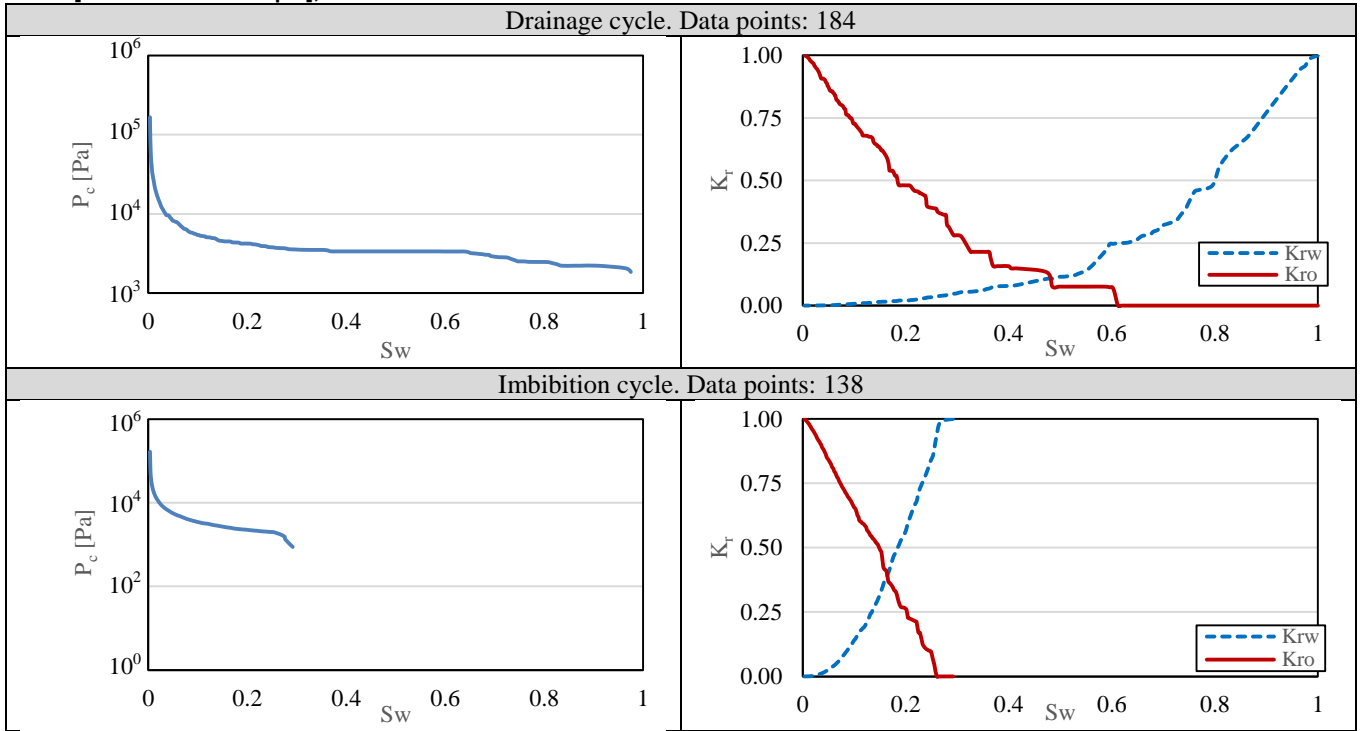 Drainage cycle. Data points: 184
10^6
10^5
10^4
10^3
P_c [Pa]
0 0.2 0.4 0.6 0.8 1
Sw
1.00
0.75
0.50
0.25
0.00
K_r
Krw
Kro
0 0.2 0.4 0.6 0.8 1
Sw
Imbibition cycle. Data points: 138
10^6
10^4
10^2
10^0
P_c [Pa]
0 0.2 0.4 0.6 0.8 1
Sw
1.00
0.75
0.50
0.25
0.00
K_r
Krw
Kro
0 0.2 0.4 0.6 0.8 1
Sw